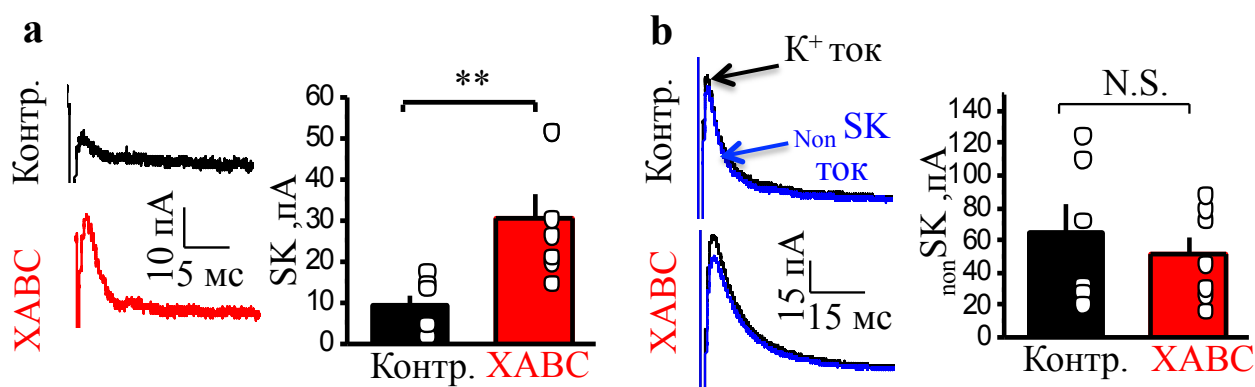 a
Контр.
ХАВС
10 пА
5 мс
**
SK ,пА
60
50
40
30
20
10
0
Контр.
ХАВС
b
Контр.
ХАВС
К+ ток
Non SK
ток
15 пА
15 мс
N.S.
nonSK ,пА
140
120
100
80
60
40
20
0
Контр.
ХАВС